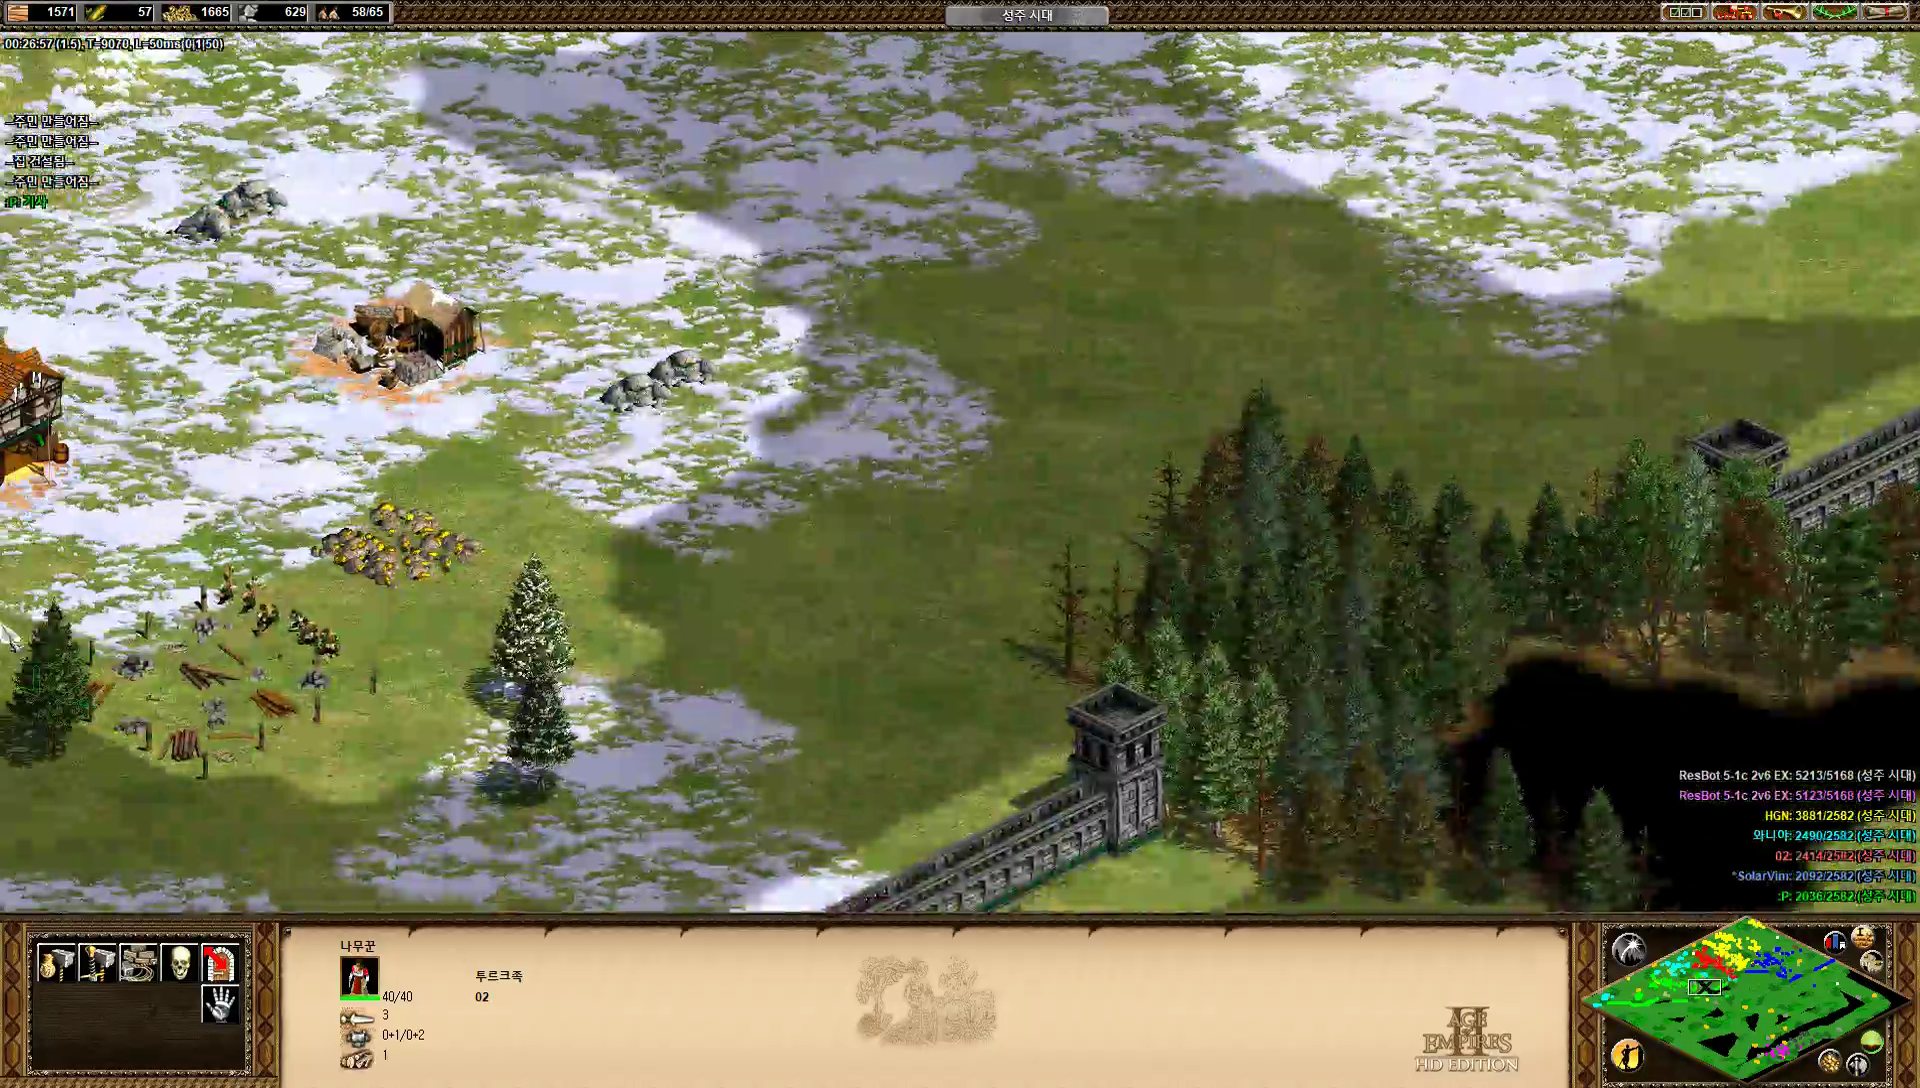 1571 57 1665 629 58/65
성주 시대
00:26:57 (1.5), T=9070, L=50ms(0|1|50)
--주민 만들어짐--
--주민 만들어짐--
--집 건설됨--
--주민 만들어짐--
:P: 기사
ResBot 5-1c 2v6 EX: 5213/5168 (성주 시대)
ResBot 5-1c 2v6 EX: 5123/5168 (성주 시대)
HGN: 3881/2582 (성주 시대)
와니야: 2490/2582 (성주 시대)
02: 2414/2582 (성주 시대)
*SolarVim: 2092/2582 (성주 시대)
:P: 2036/2582 (성주 시대)
나무꾼
투르크족
40/40
02
3
0+1/0+2
1
AGE
OF
EMPIRES
II
HD EDITION